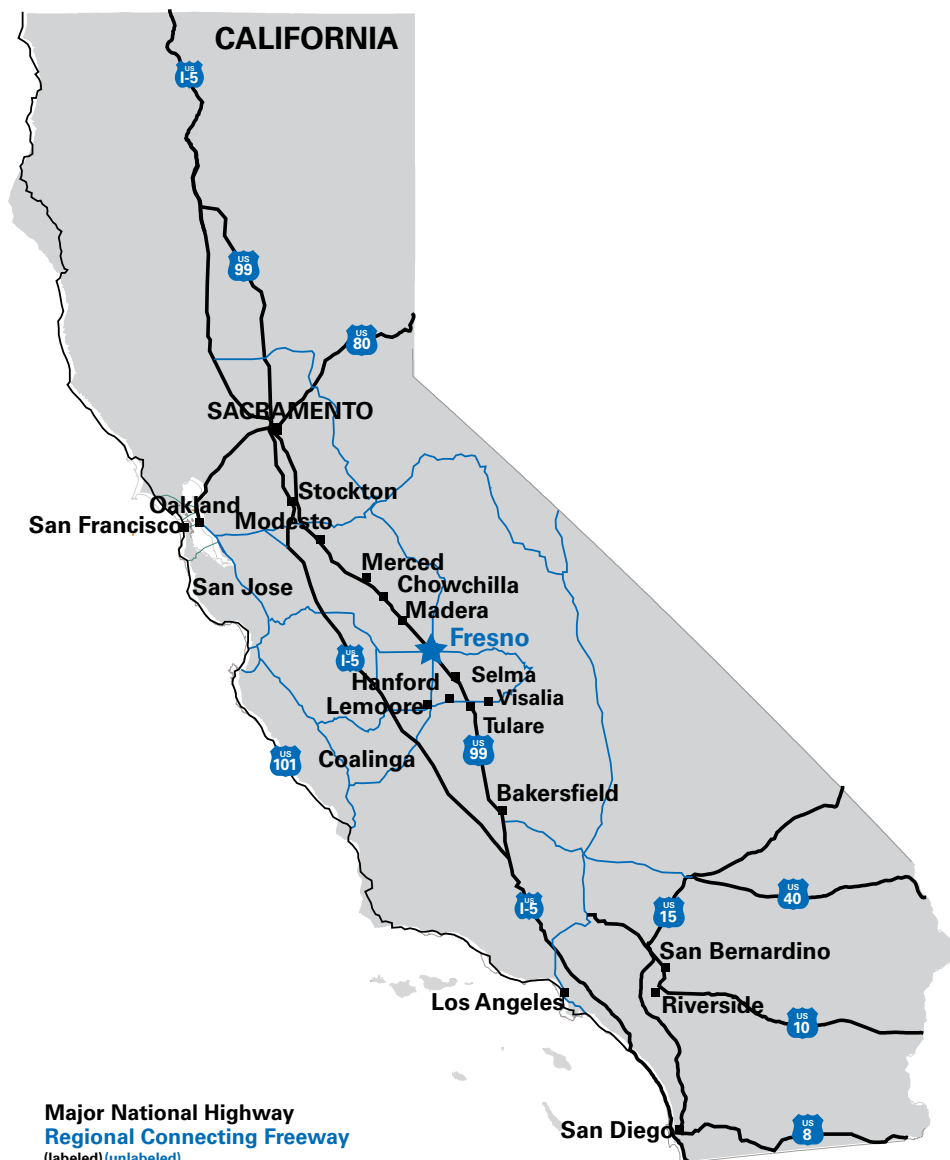 CALIFORNIA
US
I-5
US
99
US
80
SACRAMENTO
Stockton
Oakland
San Francisco
Modesto
Merced
San Jose
Chowchilla
Madera
Fresno
US
I-5
Selma
Hanford
Visalia
Lemoore
Tulare
US
99
Coalinga
US
101
Bakersfield
US
40
US
I-5
US
15
San Bernardino
Los Angeles
Riverside
US
10
Major National Highway
Regional Connecting Freeway
(labeled) (unlabeled)
San Diego
US
8